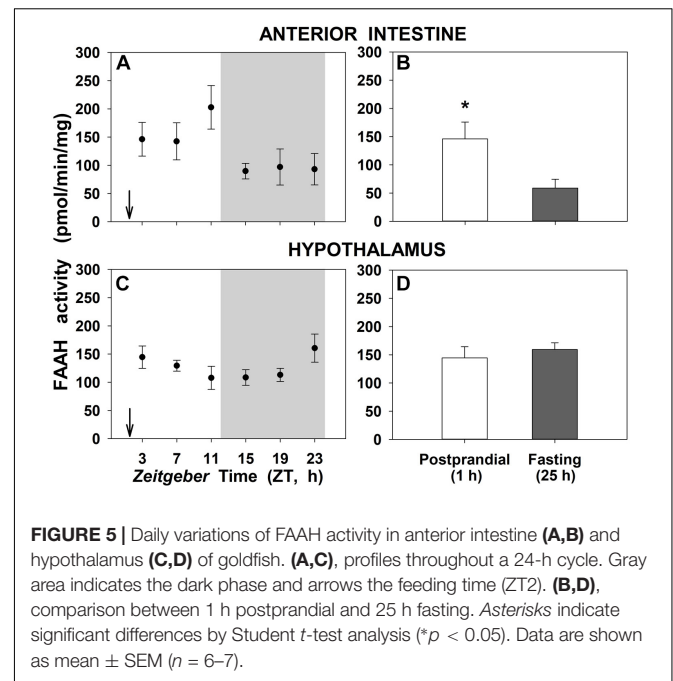 ANTERIOR INTESTINE
A
B
300
250
200
150
100
50
0
300
250
200
150
100
50
0
*
HYPOTHALAMUS
C
D
300
250
200
150
100
50
0
300
250
200
150
100
50
0
FAAH activity (pmol/min/mg)
3 7 11 15 19 23
Zeitgeber Time (ZT, h)
Postprandial Fasting
(1 h) (25 h)
FIGURE 5 | Daily variations of FAAH activity in anterior intestine (A,B) and
hypothalamus (C,D) of goldfish. (A,C), profiles throughout a 24-h cycle. Gray
area indicates the dark phase and arrows the feeding time (ZT2). (B,D),
comparison between 1 h postprandial and 25 h fasting. Asterisks indicate
significant differences by Student t-test analysis (*p < 0.05). Data are shown
as mean ± SEM (n = 6–7).